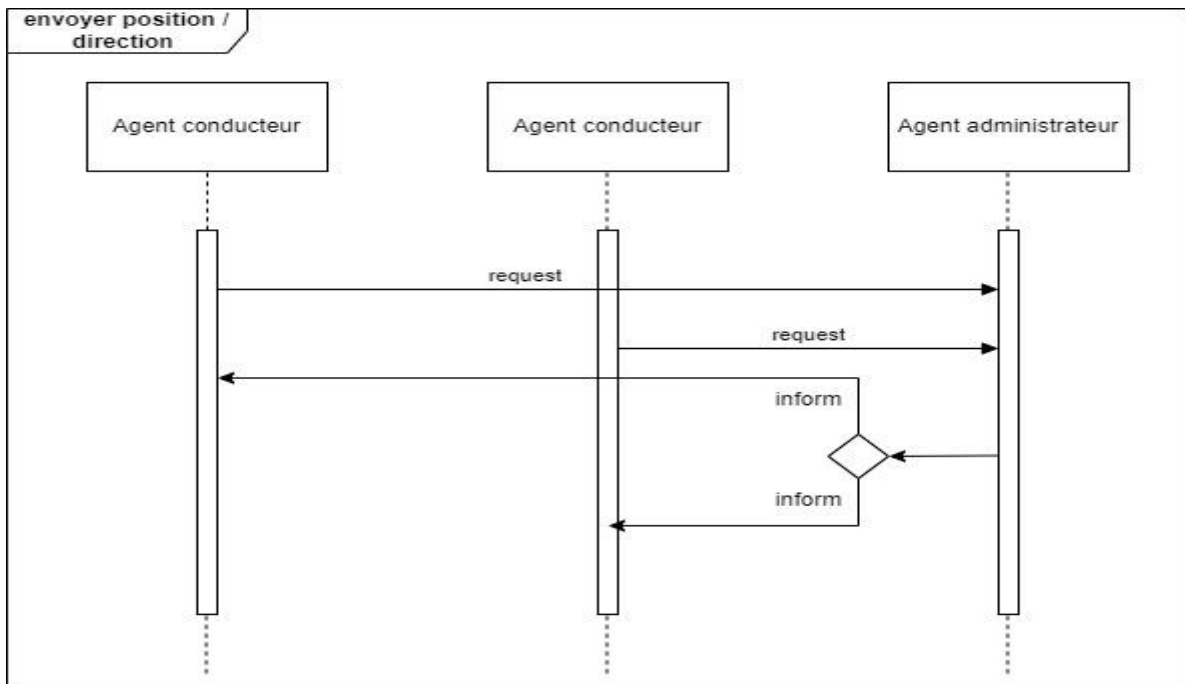 envoyer position /
direction
Agent conducteur
Agent conducteur
Agent administrateur
request
request
inform
inform